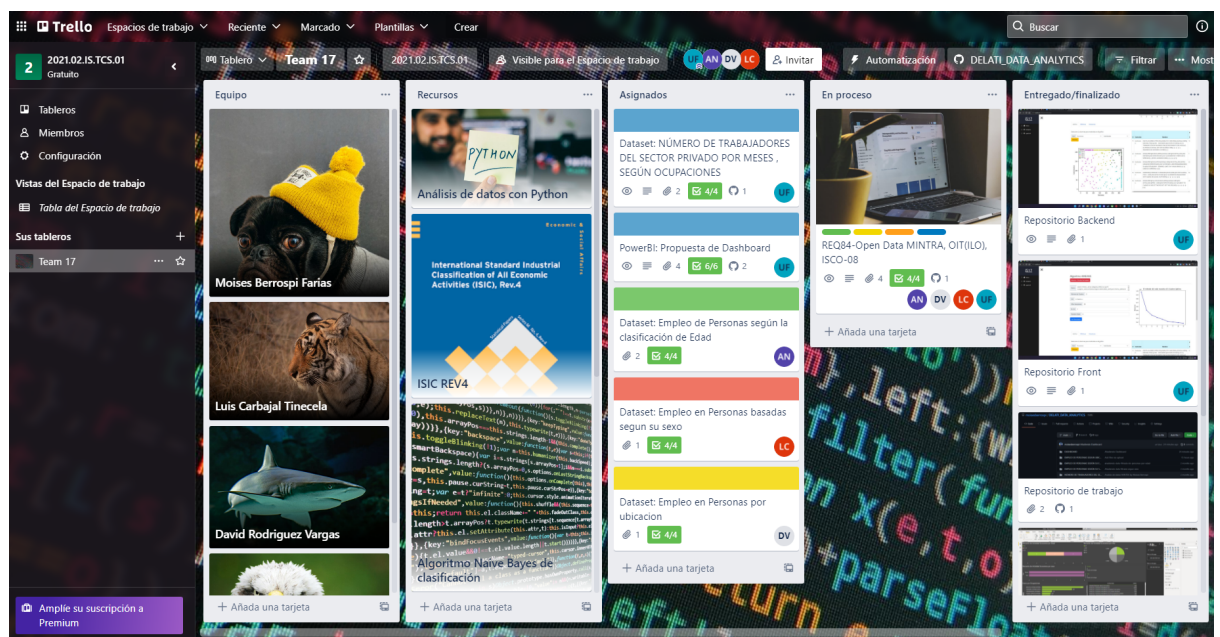 Trello
Espacios de trabajo
Reciente
Marcado
Plantillas
Crear
Buscar
2
2021.02.IS.TCS.01
Gratuito
Tablero
Team 17
2021.02.IS.TCS.01
Visible para el Espacio de trabajo
UF
AN
DV
LC
Invitar
Automatización
DELATI_DATA_ANALYTICS
Filtrar
Most
Tableros
Miembros
Configuración
Vistas del Espacio de trabajo
Tabla del Espacio de trabajo
Sus tableros
Team 17
Amplíe su suscripción a
Premium
Equipo
Moises Berrospi Farias
Luis Carbajal Tinecela
David Rodriguez Vargas
+ Añada una tarjeta
Recursos
PYTHON
Análisis de datos con Python
Economic & Social Affairs
International Standard Industrial
Classification of All Economic
Activities (ISIC), Rev.4
ISIC REV4
Algoritmo Naive Bayes de
clasificación
+ Añada una tarjeta
Asignados
Dataset: NÚMERO DE TRABAJADORES
DEL SECTOR PRIVADO POR MESES ,
SEGÚN OCUPACIONES
2 4/4 1 UF
PowerBI: Propuesta de Dashboard
4 6/6 2 UF
Dataset: Empleo de Personas según la
clasificación de Edad
2 4/4 AN
Dataset: Empleo en Personas basadas
segun su sexo
1 4/4 LC
Dataset: Empleo en Personas por
ubicacion
1 4/4 DV
+ Añada una tarjeta
En proceso
REQ84-Open Data MINTRA, OIT(ILO),
ISCO-08
4 4/4 1
AN DV LC UF
+ Añada una tarjeta
Entregado/finalizado
Repositorio Backend
1 UF
Repositorio Front
1 UF
Repositorio de trabajo
2 1
+ Añada una tarjeta